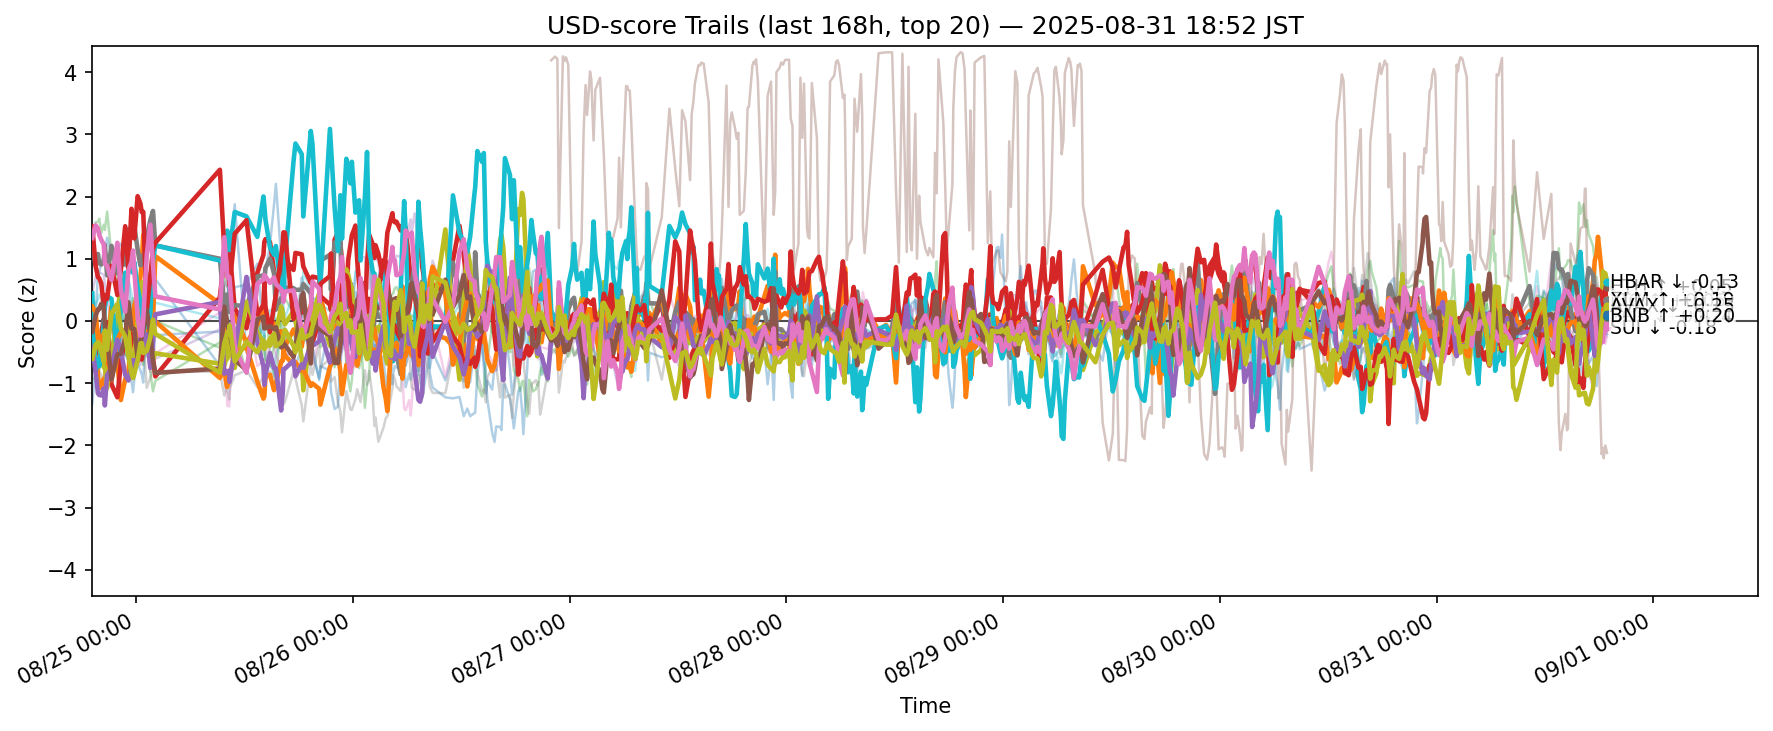 USD-score Trails (last 168h, top 20) — 2025-08-31 18:52 JST
Score (z)
4
3
2
1
0
−1
−2
−3
−4
HBAR ↓ -0.13
BNB ↑ +0.20
SUI ↓ -0.18
08/25 00:00
08/26 00:00
08/27 00:00
08/28 00:00
08/29 00:00
08/30 00:00
08/31 00:00
09/01 00:00
Time